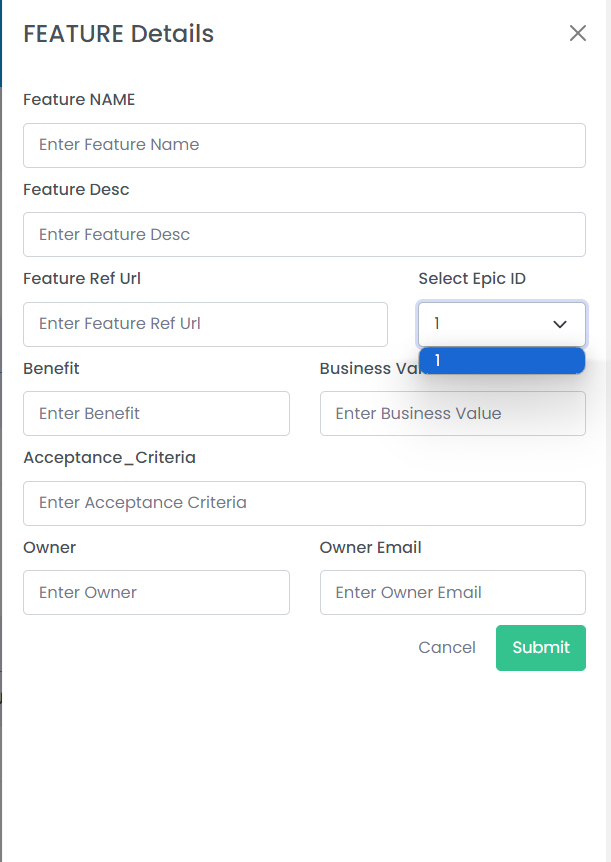 FEATURE Details
Feature NAME
Enter Feature Name
Feature Desc
Enter Feature Desc
Feature Ref Url Select Epic ID
Enter Feature Ref Url 1
1
Benefit Business
Enter Benefit Enter Business Value
Acceptance_Criteria
Enter Acceptance Criteria
Owner Owner Email
Enter Owner Enter Owner Email
Cancel Submit